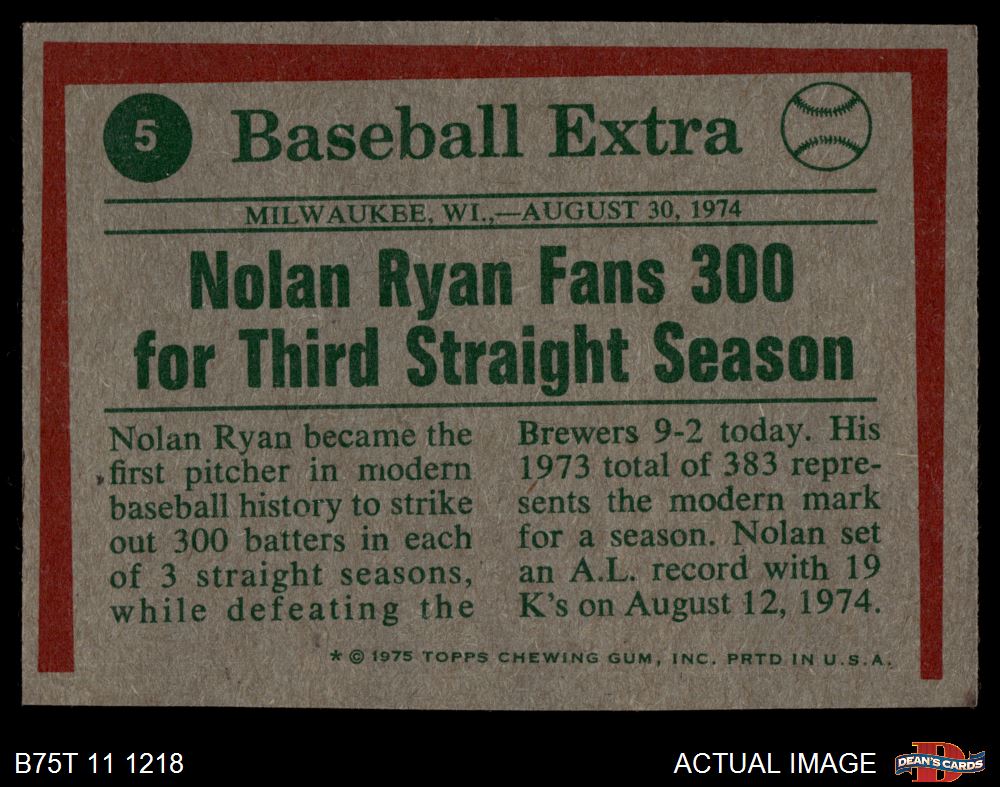 5
Baseball Extra
MILWAUKEE, WI.,—AUGUST 30, 1974
Nolan Ryan Fans 300
for Third Straight Season
Nolan Ryan became the
first pitcher in modern
baseball history to strike
out 300 batters in each
of 3 straight seasons,
while defeating the
Brewers 9-2 today. His
1973 total of 383 repre-
sents the modern mark
for a season. Nolan set
an A.L. record with 19
K's on August 12, 1974.
* © 1975 TOPPS CHEWING GUM, INC. PRTD IN U.S.A.
B75T 11 1218
ACTUAL IMAGE
D
DEAN'S CARDS